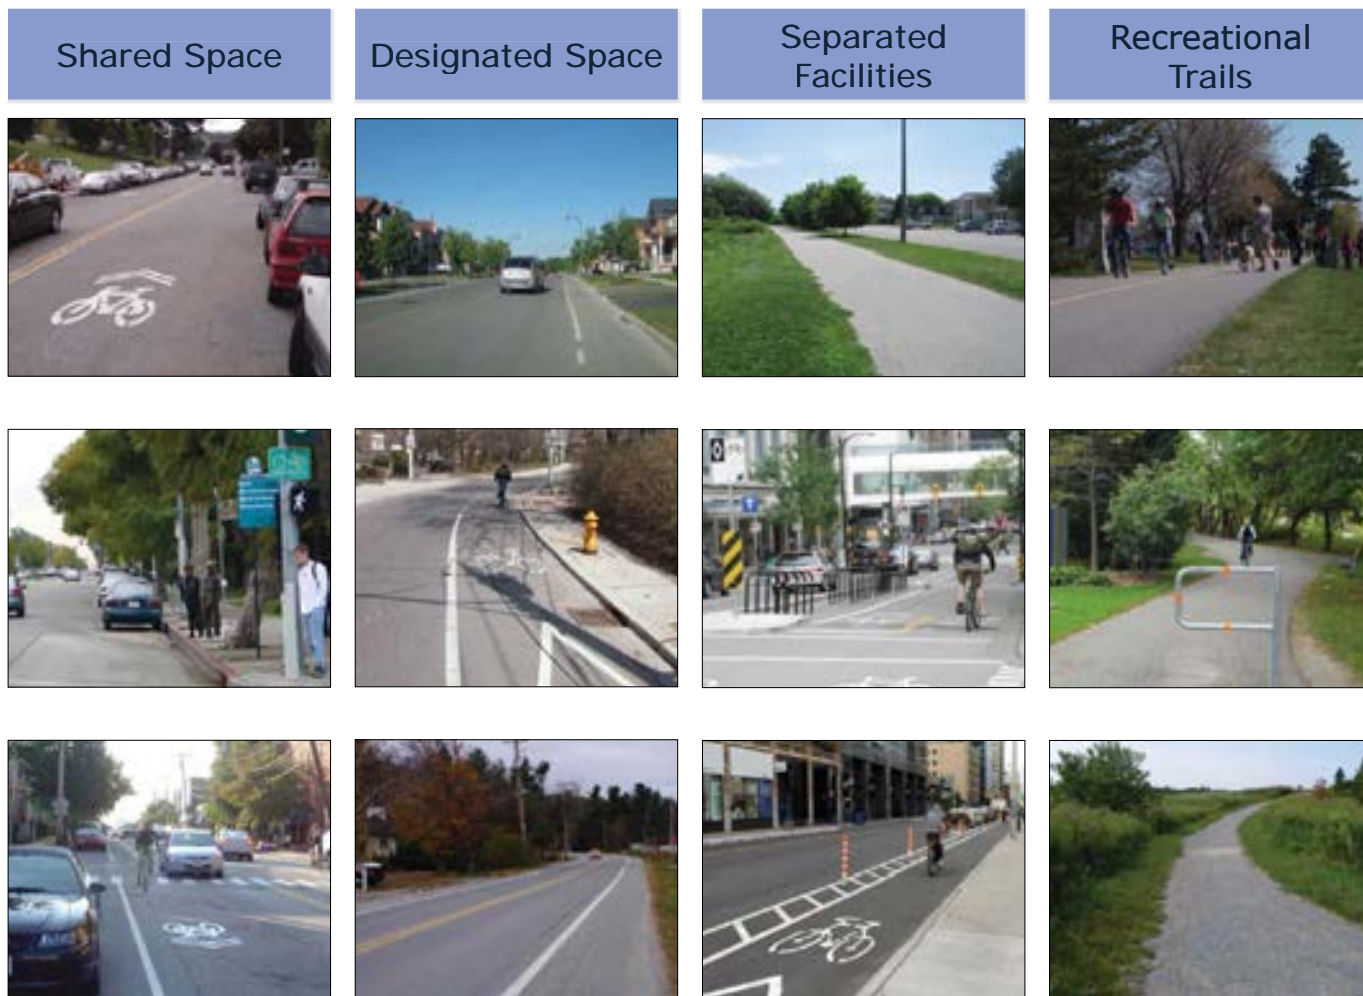 Shared Space
Designated Space
Separated
Facilities
Recreational
Trails